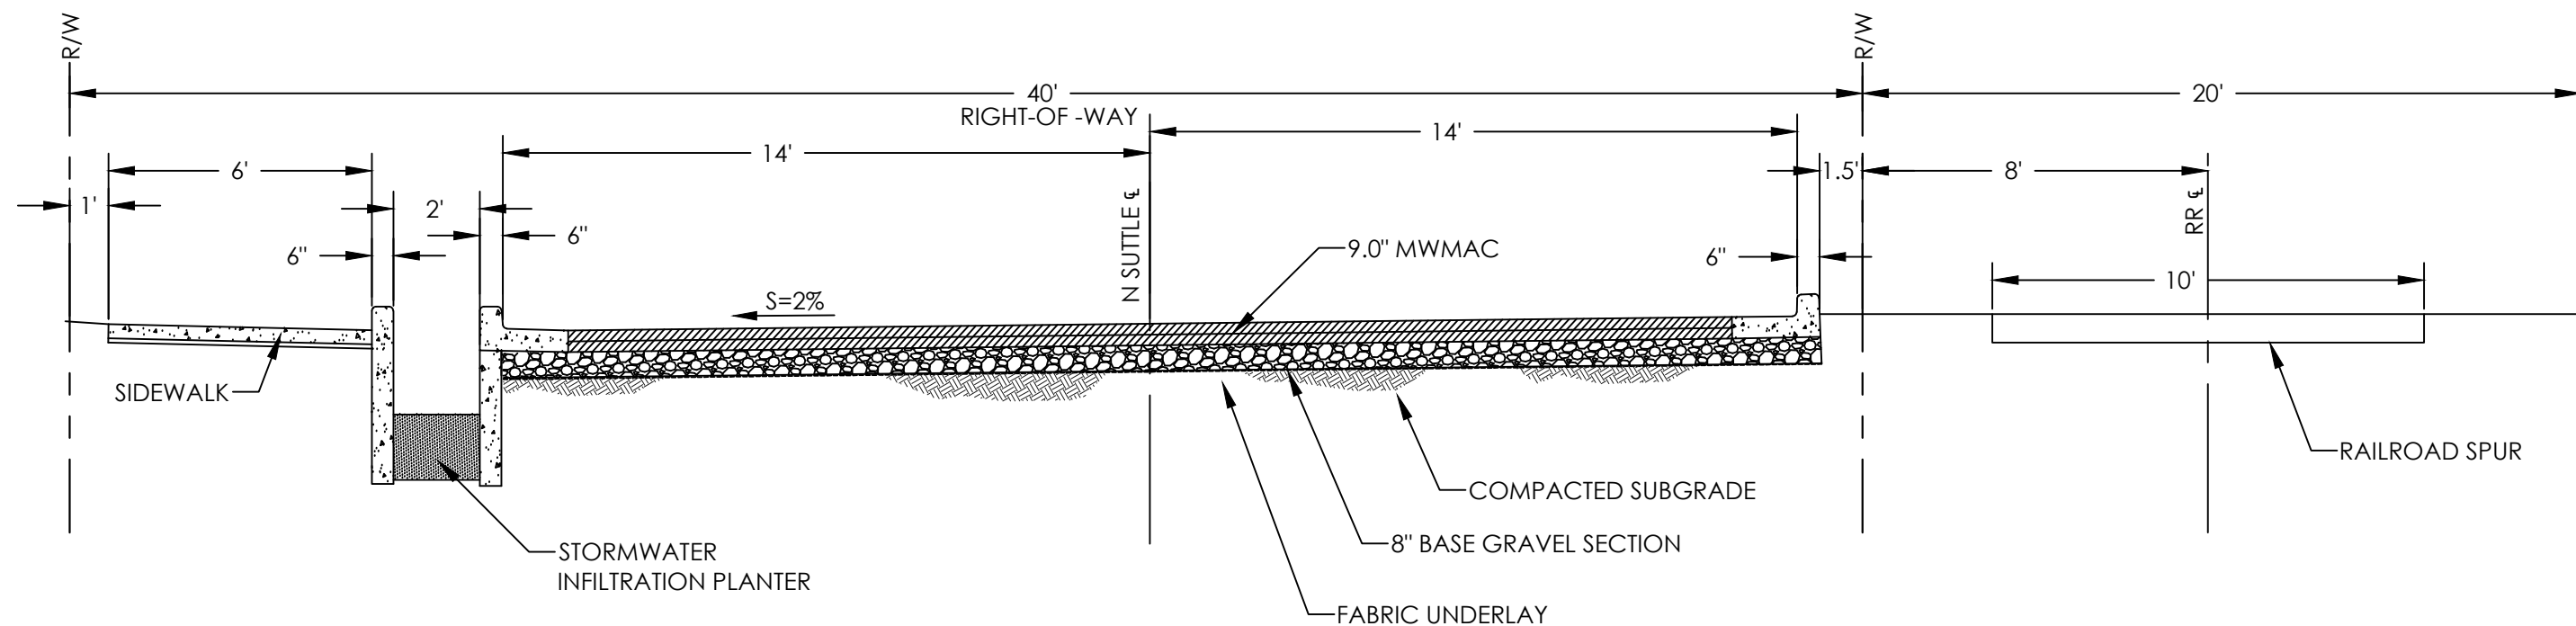 R/W
R/W
40'
RIGHT-OF -WAY
20'
14'
14'
6'
1.5'
8'
1'
2'
6"
6"
N SUTTLE ℄
RR ℄
9.0" MWMAC
6"
10'
S=2%
SIDEWALK
RAILROAD SPUR
COMPACTED SUBGRADE
8" BASE GRAVEL SECTION
STORMWATER
INFILTRATION PLANTER
FABRIC UNDERLAY